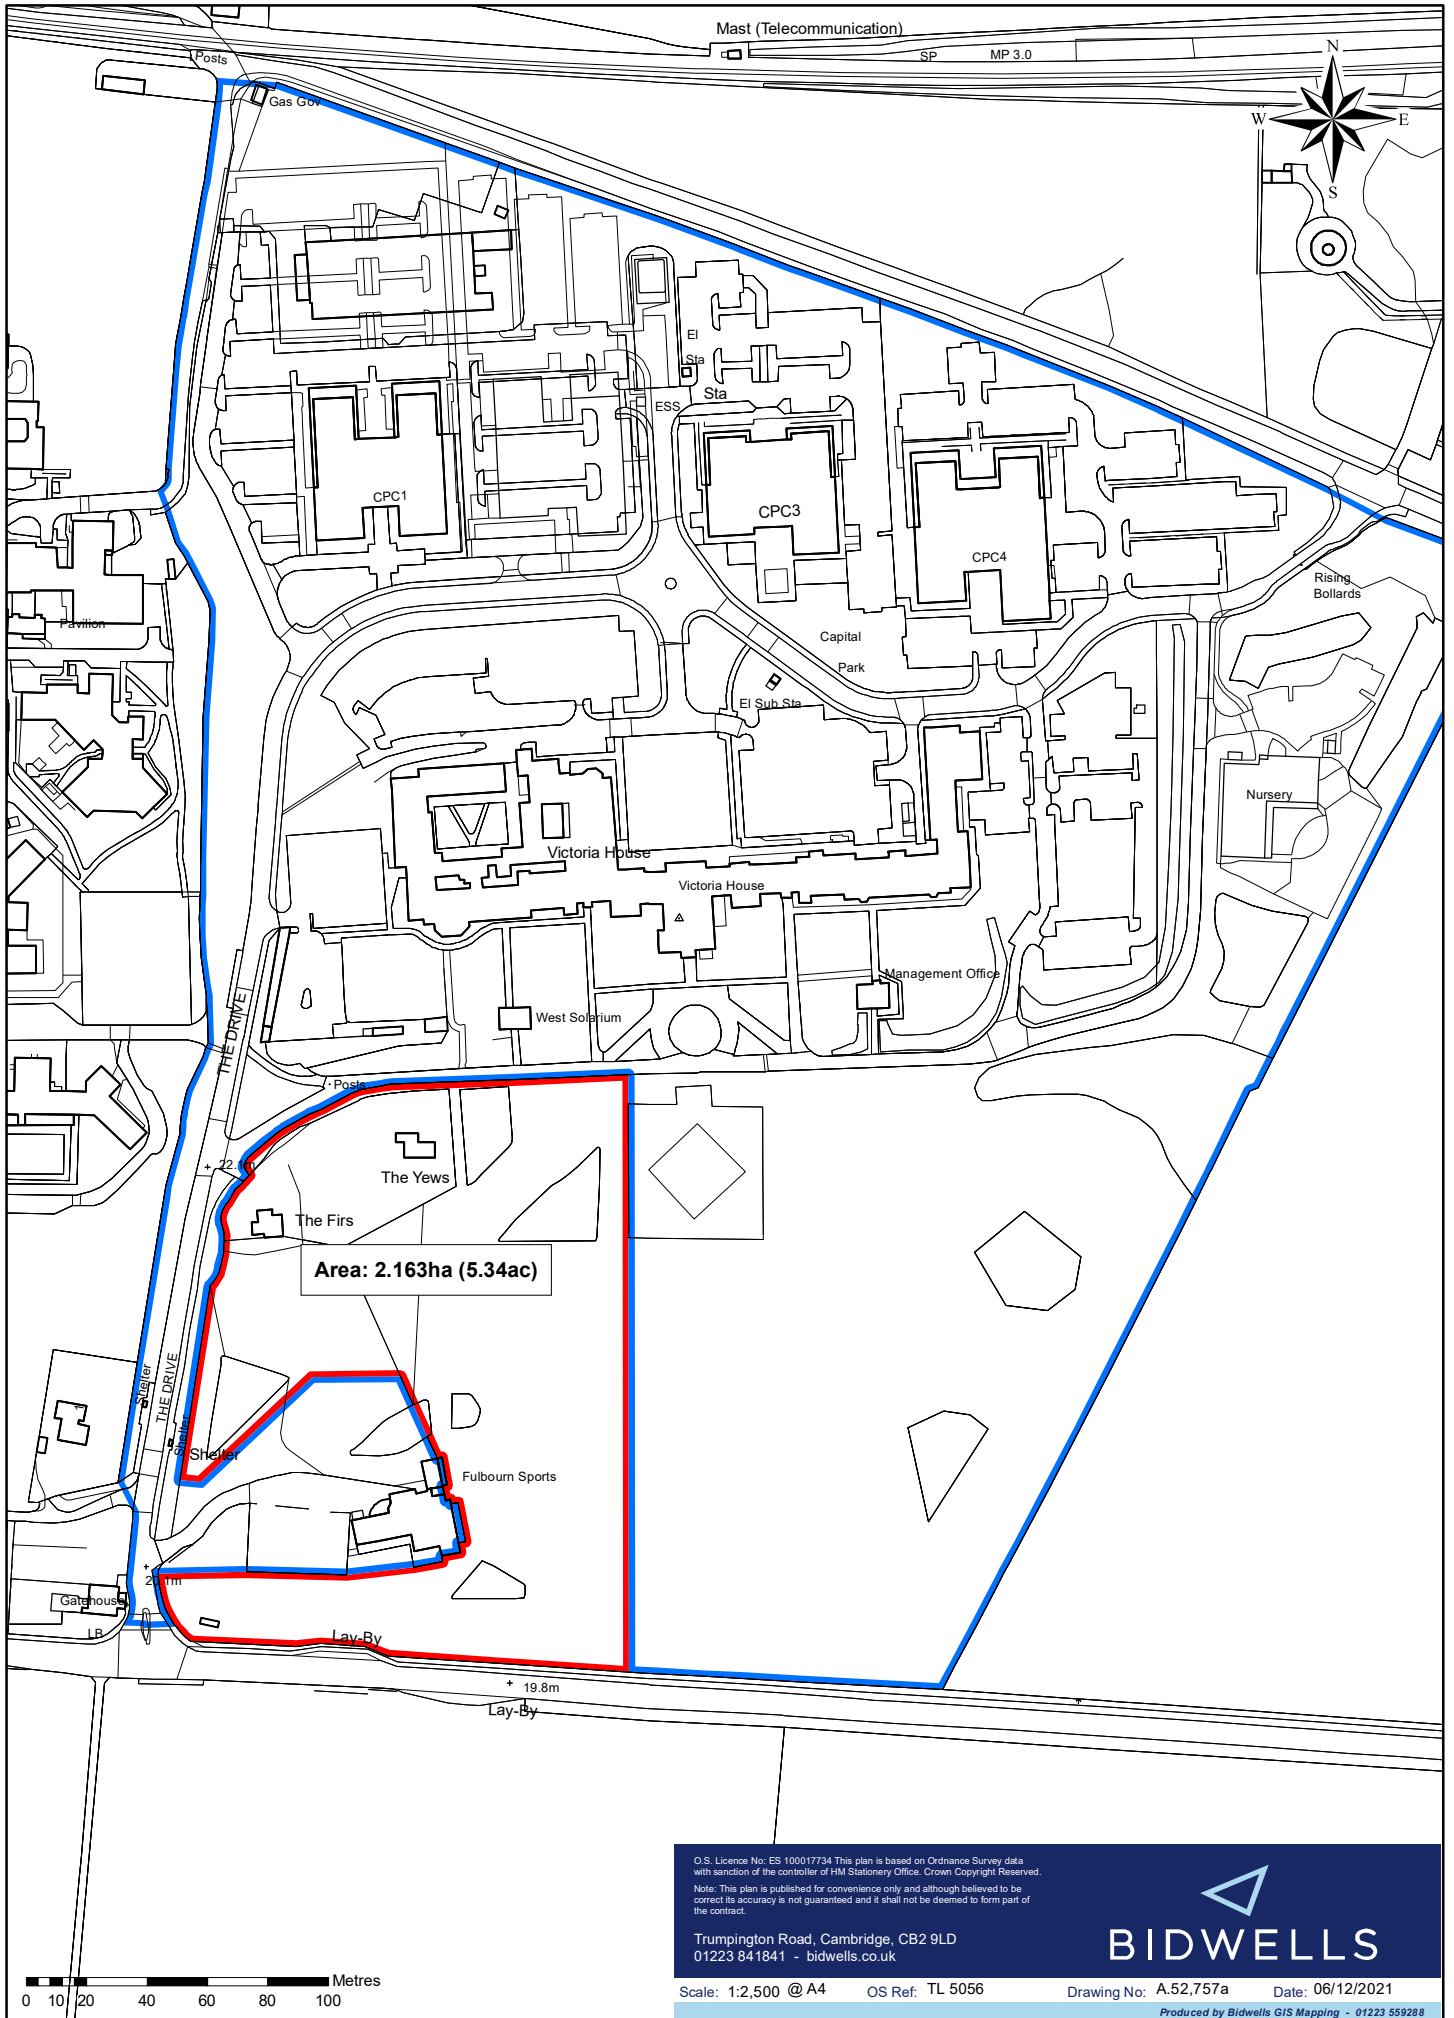 Mast (Telecommunication)
SP
MP 3.0
Posts
Gas Gov
N
W
E
S
El
Sta
Sta
ESS
CPC1
CPC3
CPC4
Rising
Bollards
Pavilion
Capital
Park
El Sub Sta
Nursery
Victoria House
Victoria House
Management Office
West Solarium
THE DRIVE
Posts
22.1m
The Yews
The Firs
Area: 2.163ha (5.34ac)
Shelter
THE DRIVE
1
Shelter
Shelter
Fulbourn Sports
20.1m
Gatehouse
LB
Lay-By
19.8m
Lay-By
O.S. Licence No: ES 100017734 This plan is based on Ordnance Survey data
with sanction of the controller of HM Stationery Office. Crown Copyright Reserved.
Note: This plan is published for convenience only and although believed to be
correct its accuracy is not guaranteed and it shall not be deemed to form part of
the contract.
Trumpington Road, Cambridge, CB2 9LD
01223 841841 - bidwells.co.uk
BIDWELLS
Metres
0 10 20 40 60 80 100
Scale: 1:2,500 @ A4 OS Ref: TL 5056 Drawing No: A.52,757a Date: 06/12/2021
Produced by Bidwells GIS Mapping - 01223 559288